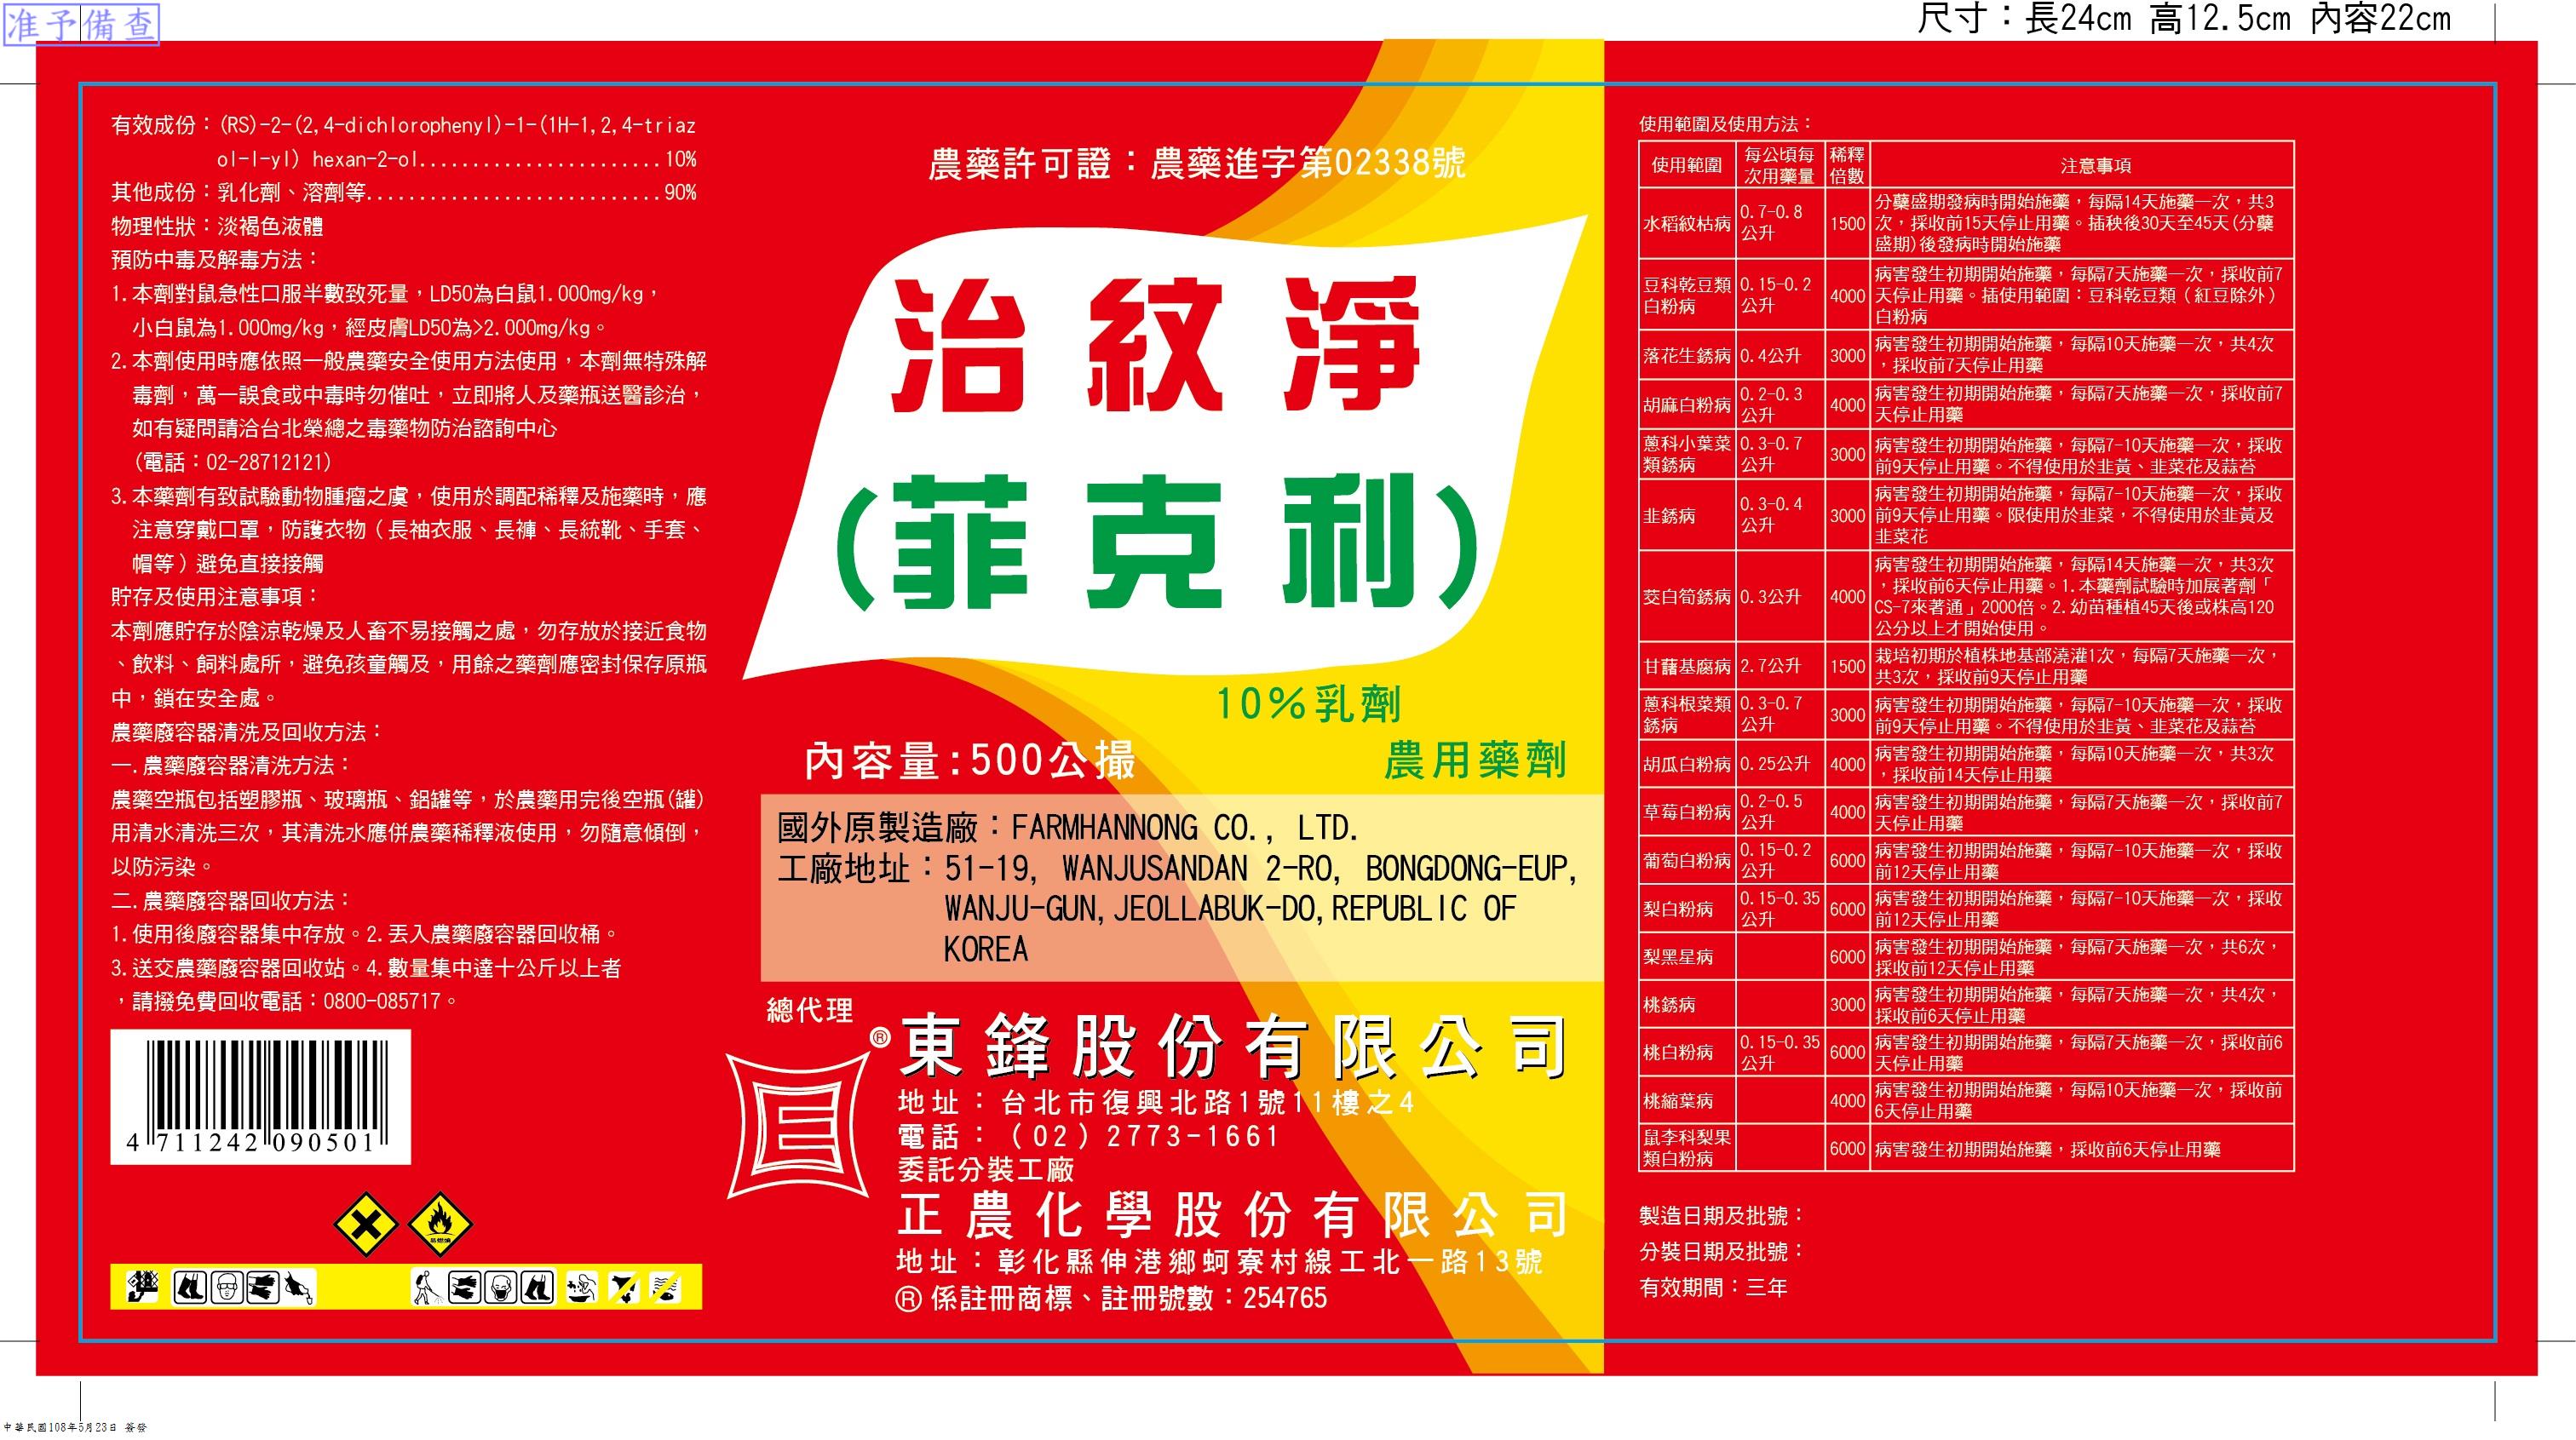 准予備查
尺寸：長24cm 高12.5cm 內容22cm
有效成份：(RS)-2-(2,4-dichlorophenyl)-1-(1H-1,2,4-triaz
ol-l-yl) hexan-2-ol.......................10%
其他成份：乳化劑、溶劑等............................90%
物理性狀：淡褐色液體
預防中毒及解毒方法：
1.本劑對鼠急性口服半數致死量，LD50為白鼠1.000mg/kg，
小白鼠為1.000mg/kg，經皮膚LD50為>2.000mg/kg。
2.本劑使用時應依照一般農藥安全使用方法使用，本劑無特殊解
毒劑，萬一誤食或中毒時勿催吐，立即將人及藥瓶送醫診治，
如有疑問請洽台北榮總之毒藥物防治諮詢中心
(電話：02-28712121)
3.本藥劑有致試驗動物腫瘤之虞，使用於調配稀釋及施藥時，應
注意穿戴口罩，防護衣物（長袖衣服、長褲、長統靴、手套、
帽等）避免直接接觸
貯存及使用注意事項：
本劑應貯存於陰涼乾燥及人畜不易接觸之處，勿存放於接近食物
、飲料、飼料處所，避免孩童觸及，用餘之藥劑應密封保存原瓶
中，鎖在安全處。
農藥廢容器清洗及回收方法：
一.農藥廢容器清洗方法：
農藥空瓶包括塑膠瓶、玻璃瓶、鋁罐等，於農藥用完後空瓶(罐)
用清水清洗三次，其清洗水應併農藥稀釋液使用，勿隨意傾倒，
以防污染。
二.農藥廢容器回收方法：
1.使用後廢容器集中存放。2.丟入農藥廢容器回收桶。
3.送交農藥廢容器回收站。4.數量集中達十公斤以上者
，請撥免費回收電話：0800-085717。
4 711242 090501
農藥許可證：農藥進字第02338號
治紋淨
(菲克利)
10%乳劑
內容量:500公撮
農用藥劑
國外原製造廠：FARMHANNONG CO., LTD.
工廠地址：51-19, WANJUSANDAN 2-RO, BONGDONG-EUP,
WANJU-GUN,JEOLLABUK-DO,REPUBLIC OF
KOREA
總代理
®東鋒股份有限公司
地址：台北市復興北路1號11樓之4
電話：（02）2773-1661
委託分裝工廠
正農化學股份有限公司
地址：彰化縣伸港鄉蚵寮村線工北一路13號
®係註冊商標、註冊號數：254765
使用範圍及使用方法：
使用範圍 每公頃每次用藥量 稀釋倍數 注意事項
水稻紋枯病 0.7-0.8公升 1500 分蘗盛期發病時開始施藥，每隔14天施藥一次，共3
次，採收前15天停止用藥。插秧後30天至45天(分蘗
盛期)後發病時開始施藥
豆科乾豆類白粉病 0.15-0.2公升 4000 病害發生初期開始施藥，每隔7天施藥一次，採收前7
天停止用藥。插使用範圍：豆科乾豆類（紅豆除外）
白粉病
落花生銹病 0.4公升 3000 病害發生初期開始施藥，每隔10天施藥一次，共4次
，採收前7天停止用藥
胡麻白粉病 0.2-0.3公升 4000 病害發生初期開始施藥，每隔7天施藥一次，採收前7
天停止用藥
蔥科小葉菜類銹病 0.3-0.7公升 3000 病害發生初期開始施藥，每隔7-10天施藥一次，採收
前9天停止用藥。不得使用於韭黃、韭菜花及蒜苔
韭銹病 0.3-0.4公升 3000 病害發生初期開始施藥，每隔7-10天施藥一次，採收
前9天停止用藥。限使用於韭菜，不得使用於韭黃及
韭菜花
茭白筍銹病 0.3公升 4000 病害發生初期開始施藥，每隔14天施藥一次，共3次
，採收前6天停止用藥。1.本藥劑試驗時加展著劑「
CS-7來著通」2000倍。2.幼苗種植45天後或株高120
公分以上才開始使用。
甘藷基腐病 2.7公升 1500 栽培初期於植株地基部澆灌1次，每隔7天施藥一次，
共3次，採收前9天停止用藥
蔥科根菜類銹病 0.3-0.7公升 3000 病害發生初期開始施藥，每隔7-10天施藥一次，採收
前9天停止用藥。不得使用於韭黃、韭菜花及蒜苔
胡瓜白粉病 0.25公升 4000 病害發生初期開始施藥，每隔10天施藥一次，共3次
，採收前14天停止用藥
草莓白粉病 0.2-0.5公升 4000 病害發生初期開始施藥，每隔7天施藥一次，採收前7
天停止用藥
葡萄白粉病 0.15-0.2公升 6000 病害發生初期開始施藥，每隔7-10天施藥一次，採收
前12天停止用藥
梨白粉病 0.15-0.35公升 6000 病害發生初期開始施藥，每隔7-10天施藥一次，採收
前12天停止用藥
梨黑星病 6000 病害發生初期開始施藥，每隔7天施藥一次，共6次，
採收前12天停止用藥
桃銹病 3000 病害發生初期開始施藥，每隔7天施藥一次，共4次，
採收前6天停止用藥
桃白粉病 0.15-0.35公升 6000 病害發生初期開始施藥，每隔7天施藥一次，採收前6
天停止用藥
桃縮葉病 4000 病害發生初期開始施藥，每隔10天施藥一次，採收前
6天停止用藥
鼠李科梨果類白粉病 6000 病害發生初期開始施藥，採收前6天停止用藥
製造日期及批號：
分裝日期及批號：
有效期間：三年
中華民國108年5月23日 簽發